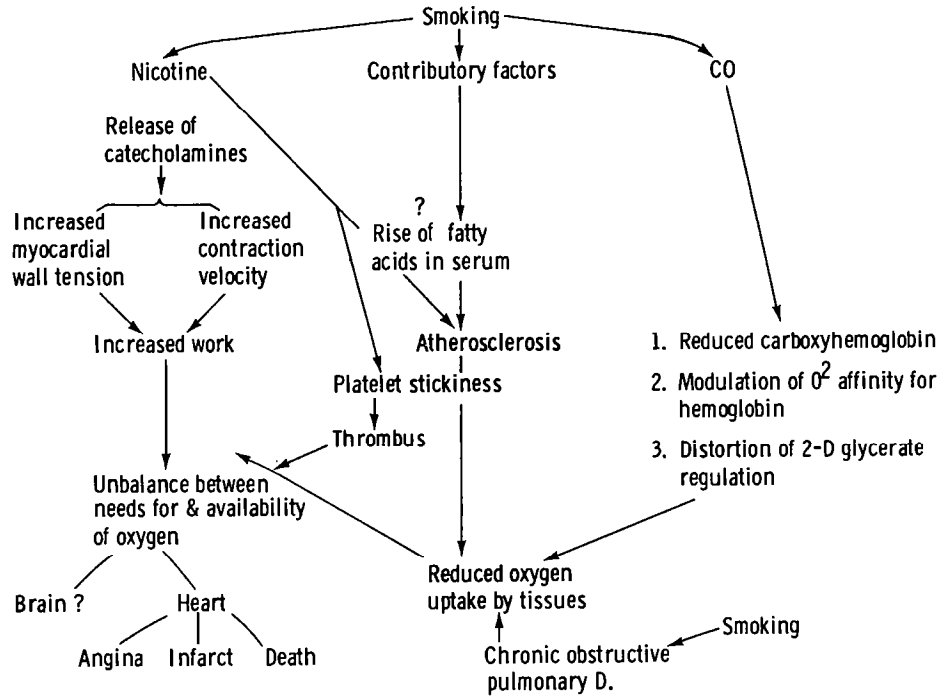 Smoking
Nicotine
Contributory factors
CO
Release of
catecholamines
Increased
myocardial
wall tension
Increased
contraction
velocity
?
Rise of fatty
acids in serum
Increased work
Atherosclerosis
Platelet stickiness
Thrombus
1. Reduced carboxyhemoglobin
2. Modulation of O² affinity for
hemoglobin
3. Distortion of 2-D glycerate
regulation
Unbalance between
needs for & availability
of oxygen
Brain ?
Heart
Angina
Infarct
Death
Reduced oxygen
uptake by tissues
Smoking
Chronic obstructive
pulmonary D.